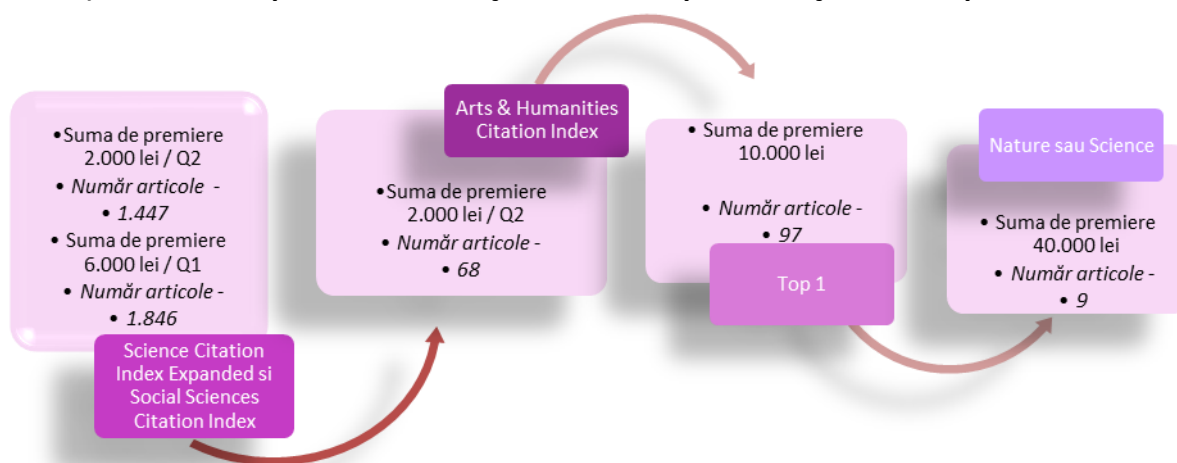 •Suma de premiere
2.000 lei / Q2
• Număr articole -
• 1.447
• Suma de premiere
6.000 lei / Q1
• Număr articole -
• 1.846
Science Citation
Index Expanded si
Social Sciences
Citation Index
Arts & Humanities
Citation Index
•Suma de premiere
2.000 lei / Q2
• Număr articole -
• 68
• Suma de premiere
10.000 lei
• Număr articole -
• 97
Top 1
Nature sau Science
• Suma de premiere
40.000 lei
• Număr articole -
• 9